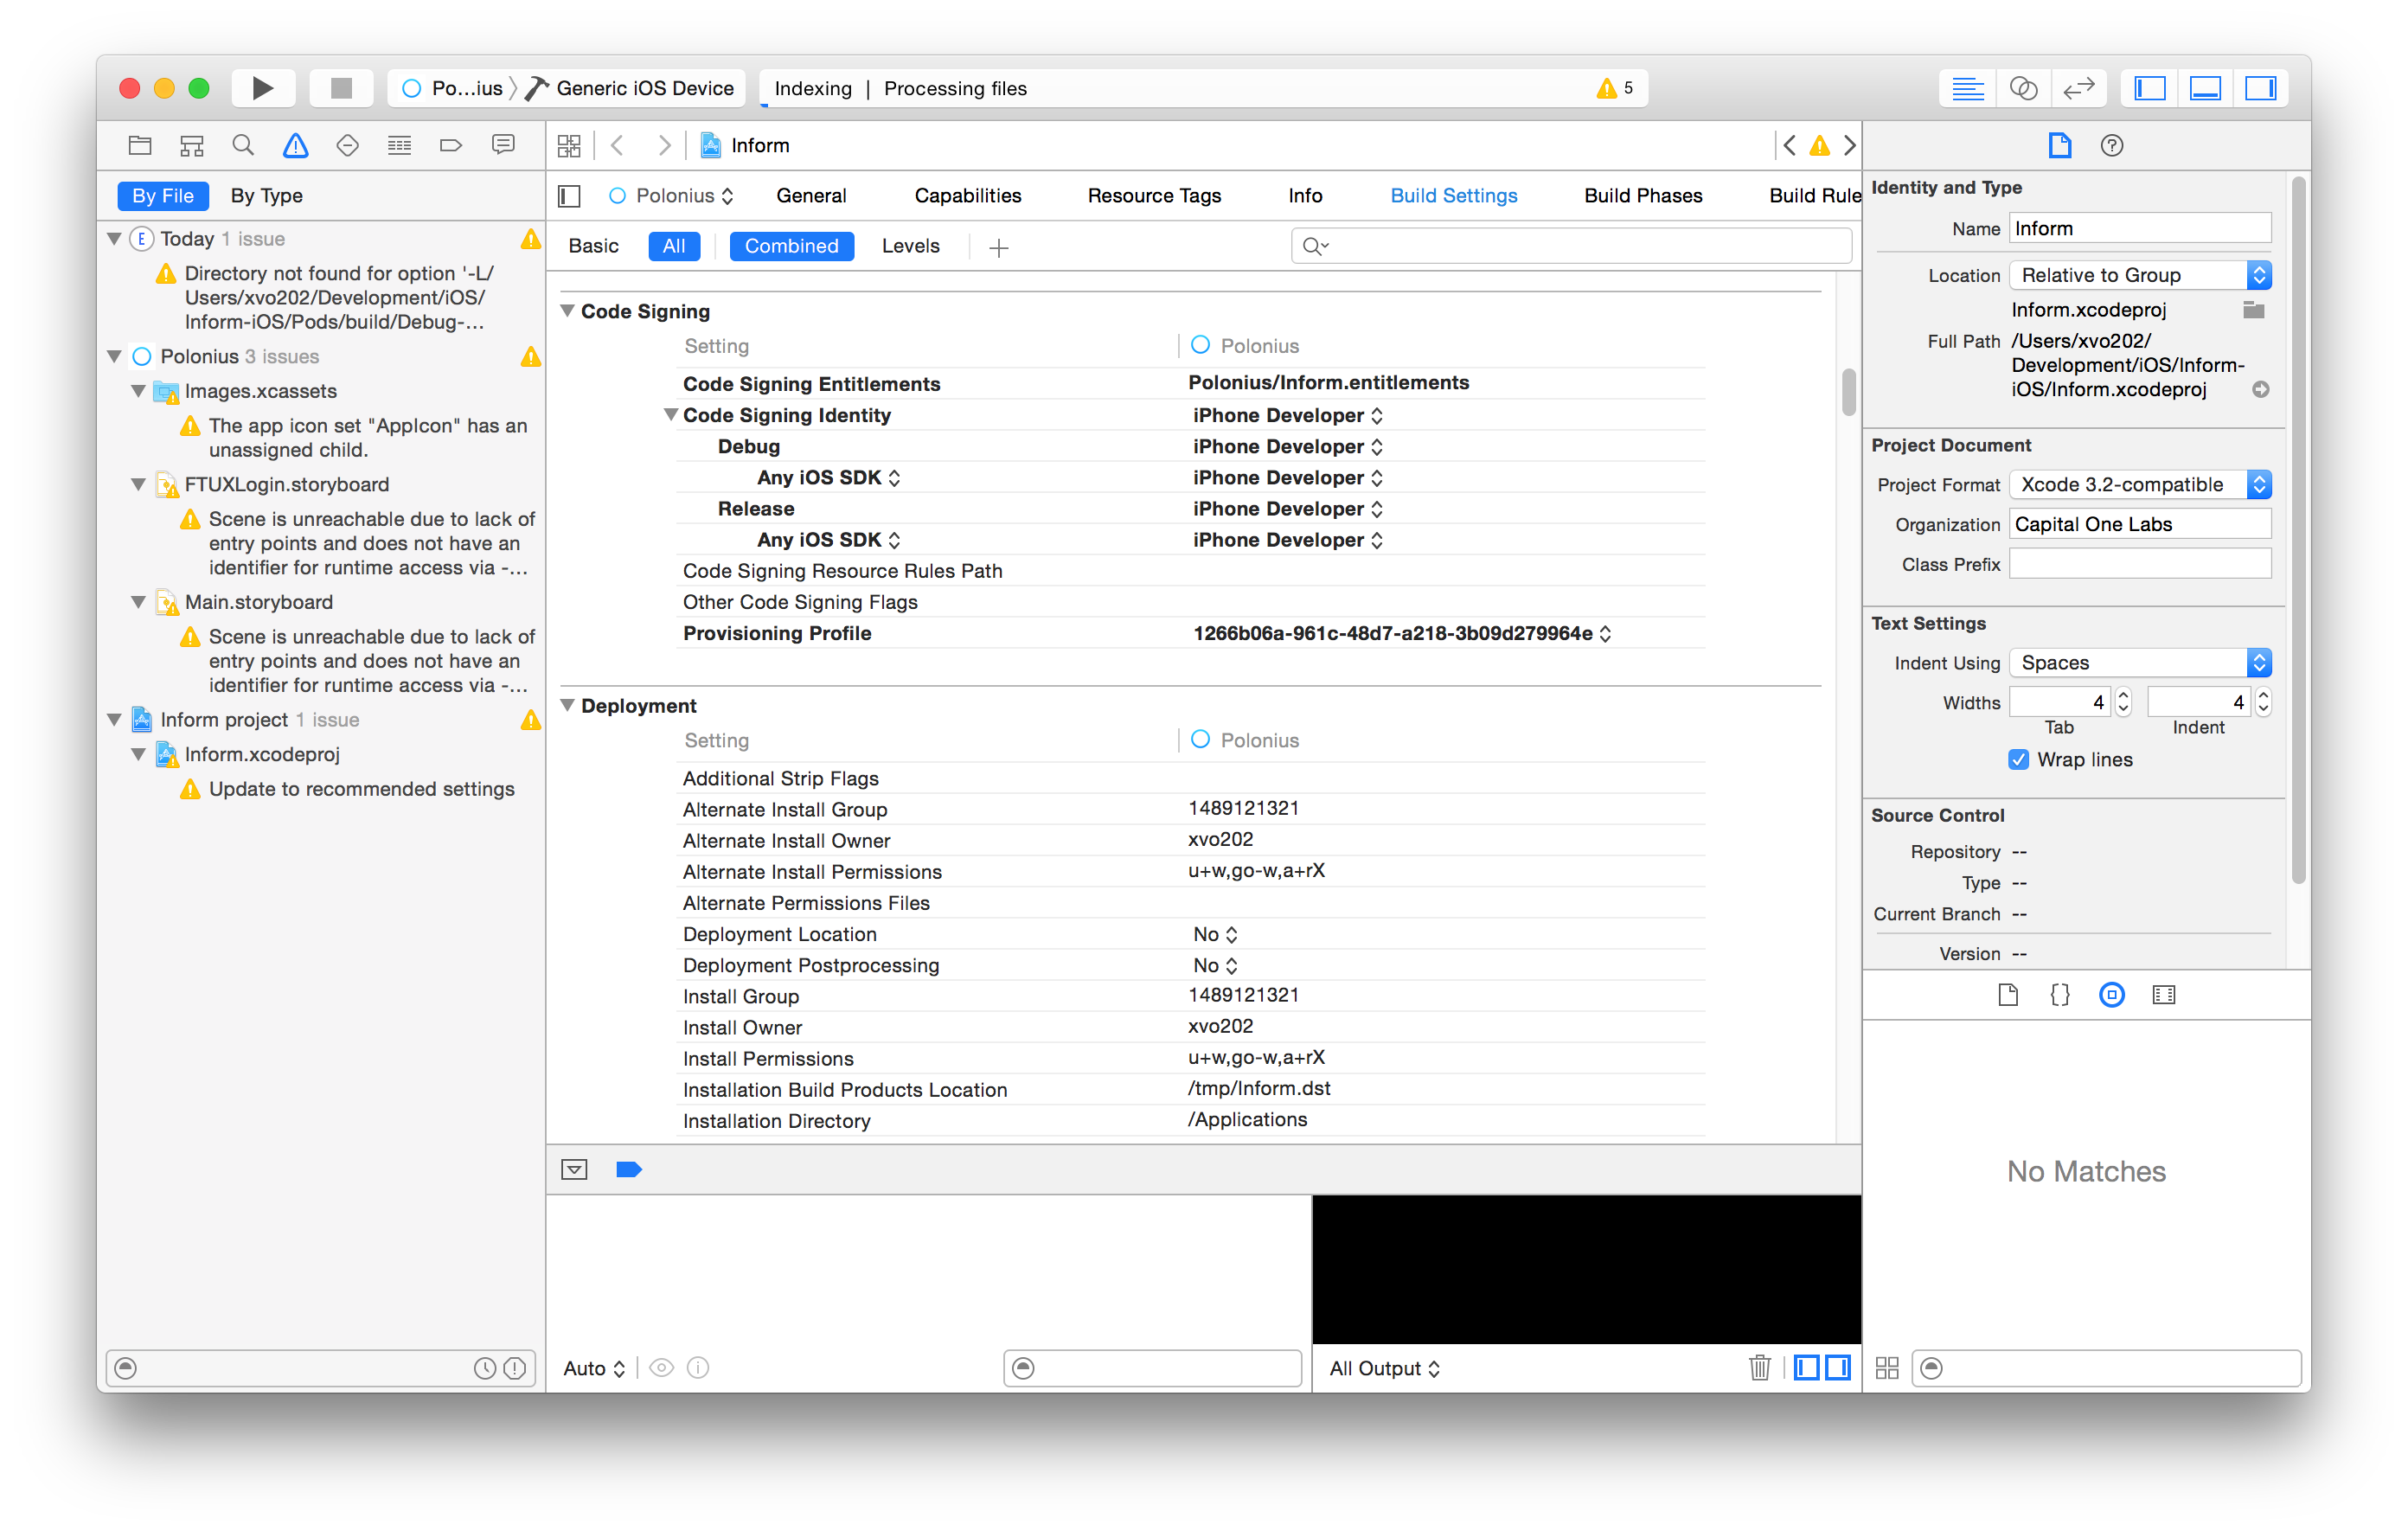 Po...ius Generic iOS Device
Indexing | Processing files
5
Inform
By File By Type
Today 1 issue
Directory not found for option '-L/
Users/xvo202/Development/iOS/
Inform-iOS/Pods/build/Debug-...
Polonius 3 issues
Images.xcassets
The app icon set "AppIcon" has an
unassigned child.
FTUXLogin.storyboard
Scene is unreachable due to lack of
entry points and does not have an
identifier for runtime access via -...
Main.storyboard
Scene is unreachable due to lack of
entry points and does not have an
identifier for runtime access via -...
Inform project 1 issue
Inform.xcodeproj
Update to recommended settings
Polonius General Capabilities Resource Tags Info Build Settings Build Phases Build Rule
Basic All Combined Levels
Code Signing
Setting Polonius
Code Signing Entitlements Polonius/Inform.entitlements
Code Signing Identity iPhone Developer
Debug iPhone Developer
Any iOS SDK iPhone Developer
Release iPhone Developer
Any iOS SDK iPhone Developer
Code Signing Resource Rules Path
Other Code Signing Flags
Provisioning Profile 1266b06a-961c-48d7-a218-3b09d279964e
Deployment
Setting Polonius
Additional Strip Flags
Alternate Install Group 1489121321
Alternate Install Owner xvo202
Alternate Install Permissions u+w,go-w,a+rX
Alternate Permissions Files
Deployment Location No
Deployment Postprocessing No
Install Group 1489121321
Install Owner xvo202
Install Permissions u+w,go-w,a+rX
Installation Build Products Location /tmp/Inform.dst
Installation Directory /Applications
Auto
All Output
Identity and Type
Name Inform
Location Relative to Group
Inform.xcodeproj
Full Path /Users/xvo202/
Development/iOS/Inform-
iOS/Inform.xcodeproj
Project Document
Project Format Xcode 3.2-compatible
Organization Capital One Labs
Class Prefix
Text Settings
Indent Using Spaces
Widths 4 4
Tab Indent
Wrap lines
Source Control
Repository --
Type --
Current Branch --
Version --
No Matches